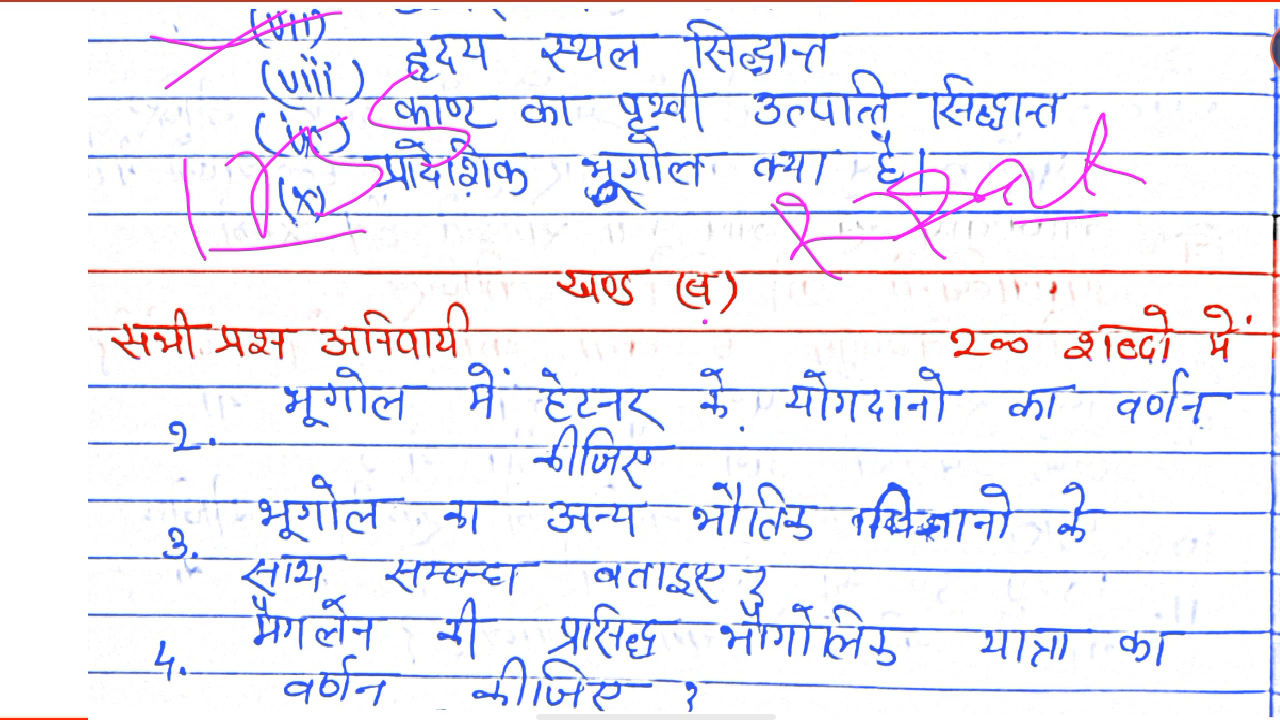 (vii)
(viii) हृदय स्थल सिद्धान्त
(ix) काण्ट का पृथ्वी उत्पत्ति सिद्धान्त
(x) प्रादेशिक भूगोल क्या है।
खण्ड (ब)
सभी प्रश्न अनिवार्य 200 शब्दो में
2. भूगोल में हेटनर के योगदानो का वर्णन
कीजिए
3. भूगोल का अन्य भौतिक विज्ञानो के
साथ सम्बन्ध बताइए?
4. मैगलेन की प्रसिद्ध भौगोलिक यात्रा का
वर्णन कीजिए?